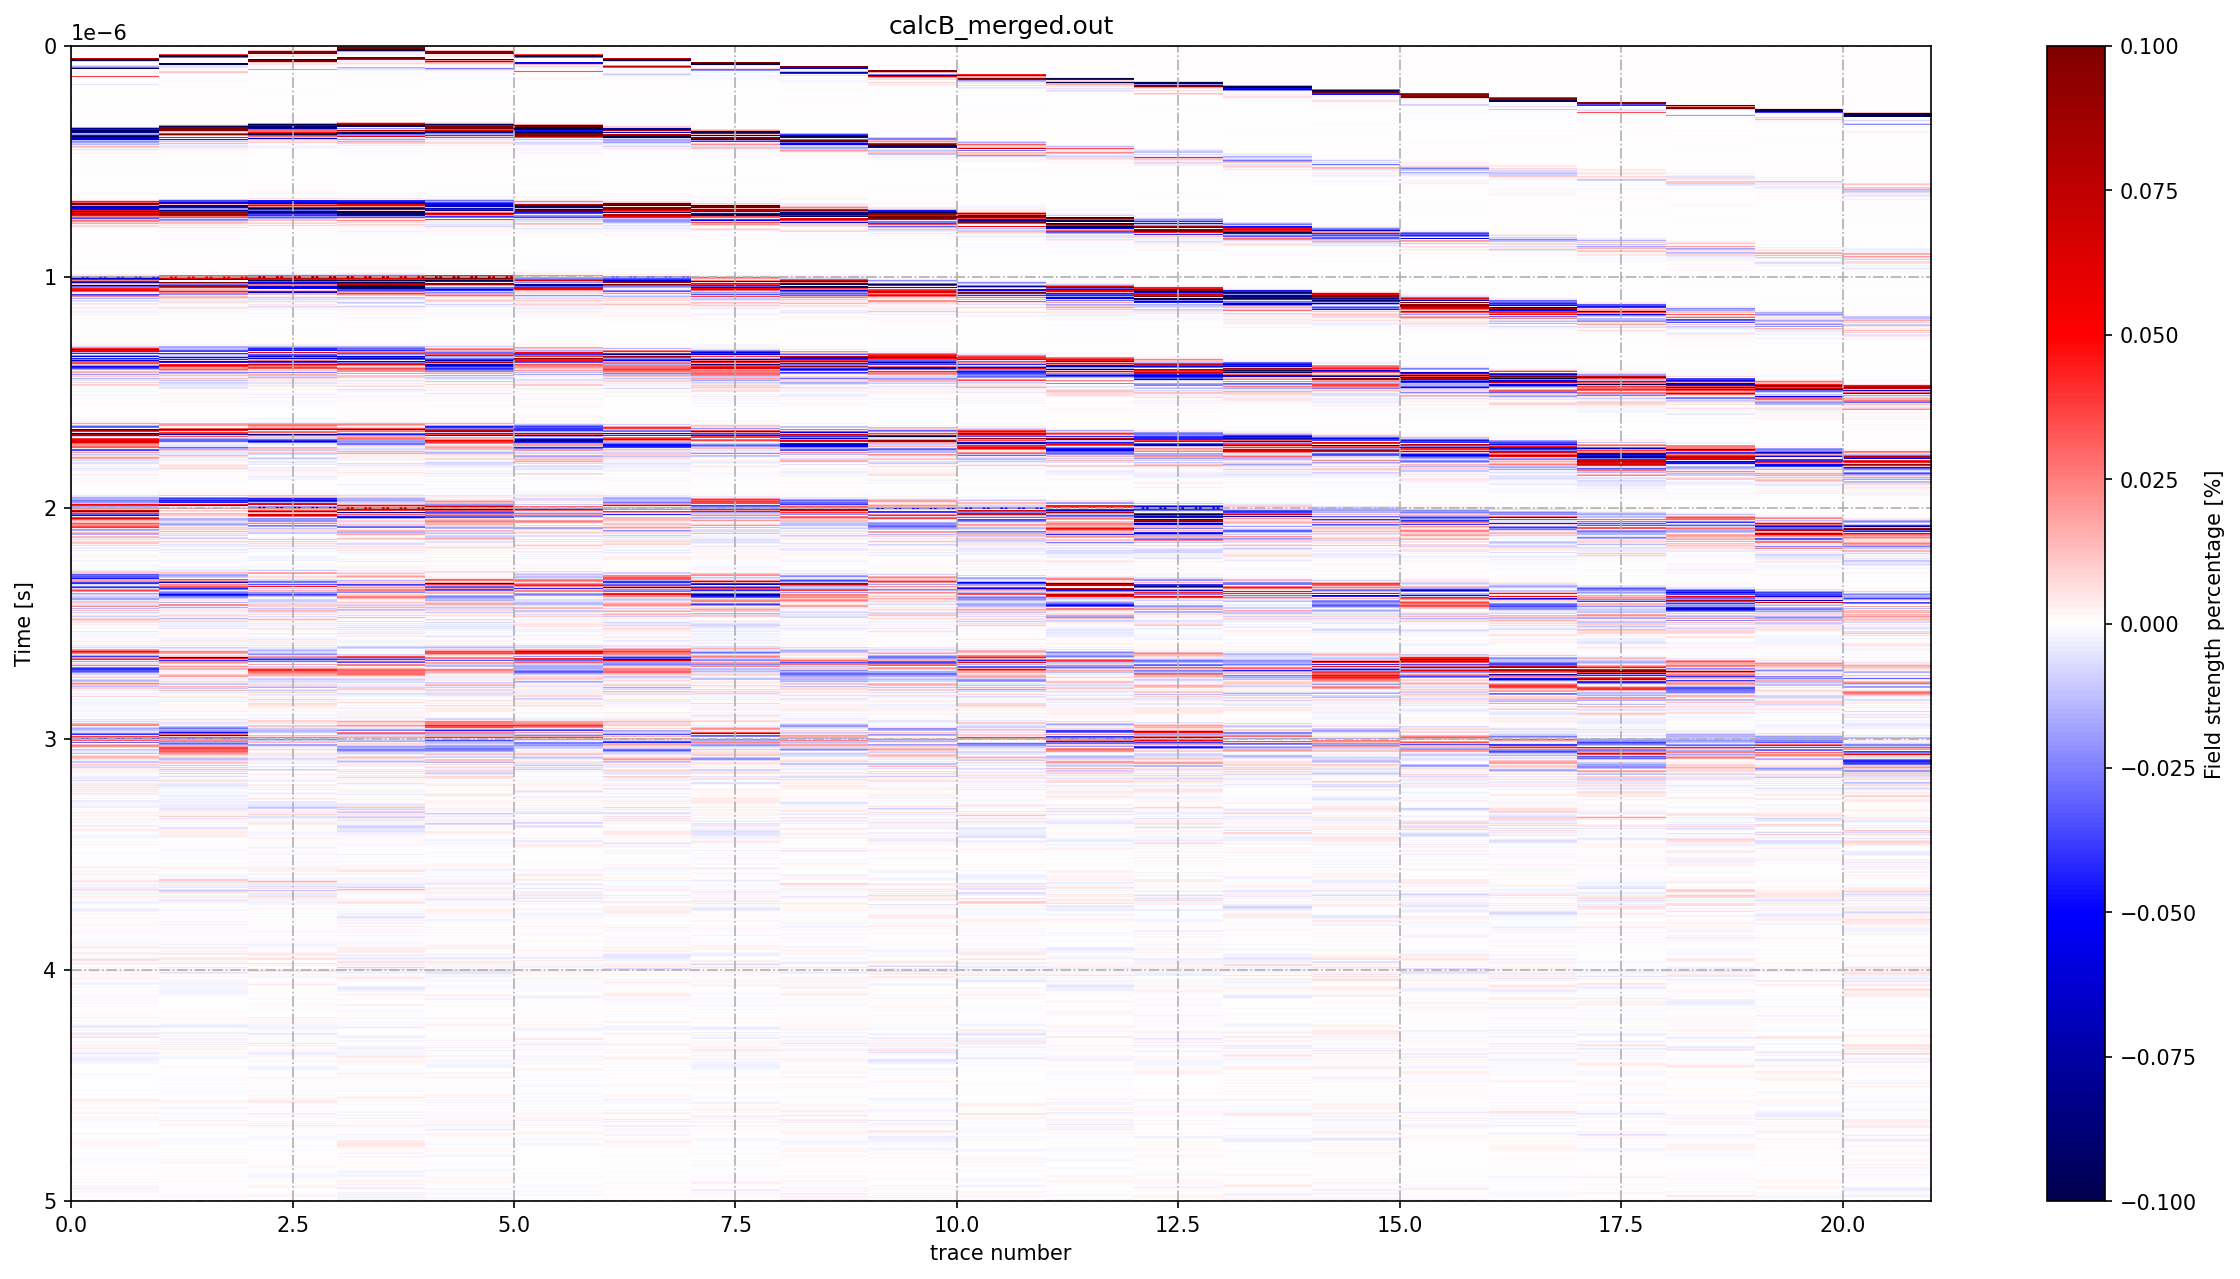 calcB_merged.out
1e−6
0
1
2
3
4
5
Time [s]
0.0 2.5 5.0 7.5 10.0 12.5 15.0 17.5 20.0
trace number
0.100
0.075
0.050
0.025
0.000
−0.025
−0.050
−0.075
−0.100
Field strength percentage [%]